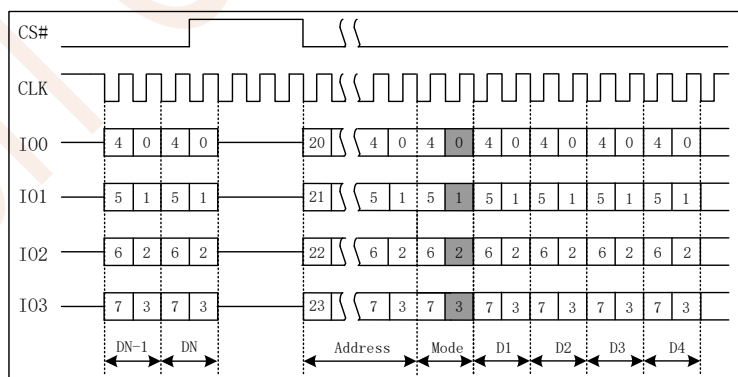 CS#
CLK
IO0 4 0 4 0 20 4 0 4 0 4 0 4 0 4 0 4 0
IO1 5 1 5 1 21 5 1 5 1 5 1 5 1 5 1 5 1
IO2 6 2 6 2 22 6 2 6 2 6 2 6 2 6 2 6 2
IO3 7 3 7 3 23 7 3 7 3 7 3 7 3 7 3 7 3
DN-1 DN Address Mode D1 D2 D3 D4